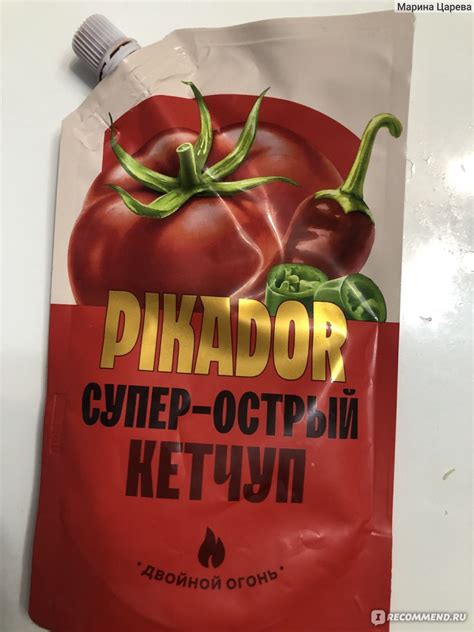 Марина Царева
PIKADOR
СУПЕР-ОСТРЫЙ
КЕТЧУП
• ДВОЙНОЙ ОГОНЬ •
I RECOMMEND.RU